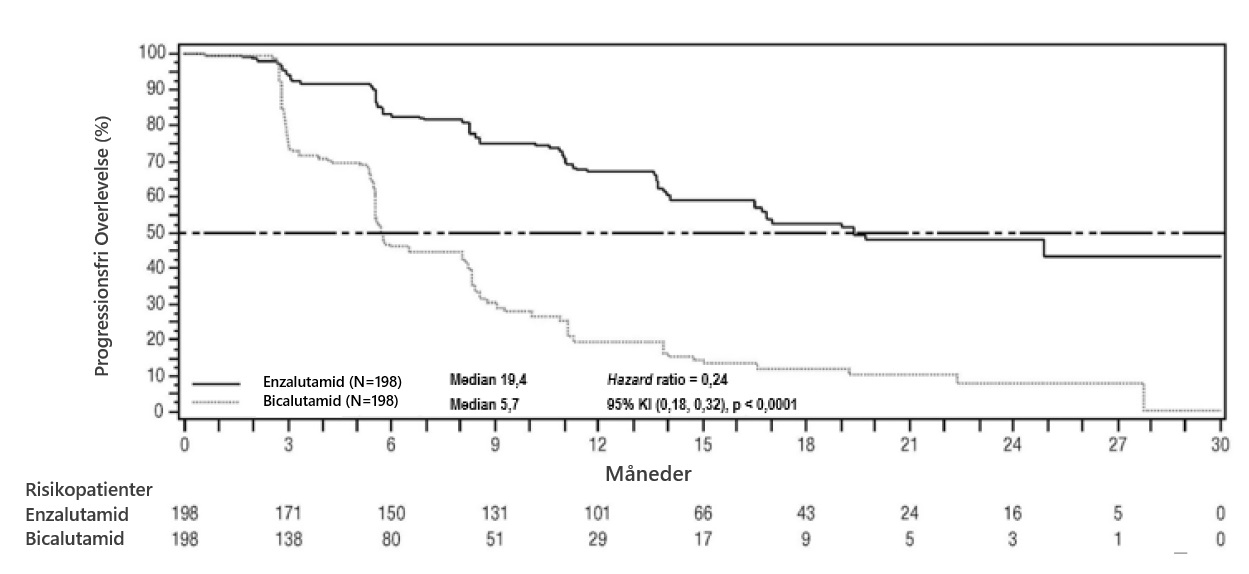 Progressionsfri Overlevelse (%)
100
90
80
70
60
50
40
30
20
10
0
Enzalutamid (N=198) Median 19,4 Hazard ratio = 0,24
Bicalutamid (N=198) Median 5,7 95% KI (0,18, 0,32), p < 0,0001
0 3 6 9 12 15 18 21 24 27 30
Måneder
Risikopatienter
Enzalutamid 198 171 150 131 101 66 43 24 16 5 0
Bicalutamid 198 138 80 51 29 17 9 5 3 1 0